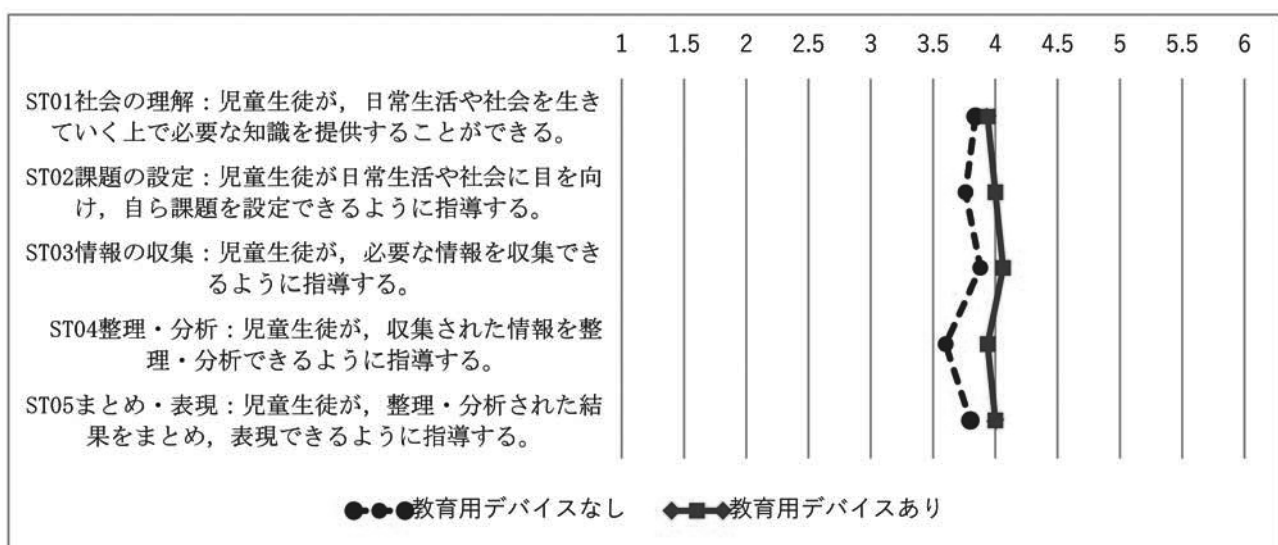 1 1.5 2 2.5 3 3.5 4 4.5 5 5.5 6
ST01社会の理解：児童生徒が，日常生活や社会を生き
ていく上で必要な知識を提供することができる。
ST02課題の設定：児童生徒が日常生活や社会に目を向
け，自ら課題を設定できるように指導する。
ST03情報の収集：児童生徒が，必要な情報を収集でき
るように指導する。
ST04整理・分析：児童生徒が，収集された情報を整
理・分析できるように指導する。
ST05まとめ・表現：児童生徒が，整理・分析された結
果をまとめ，表現できるように指導する。
教育用デバイスなし 教育用デバイスあり